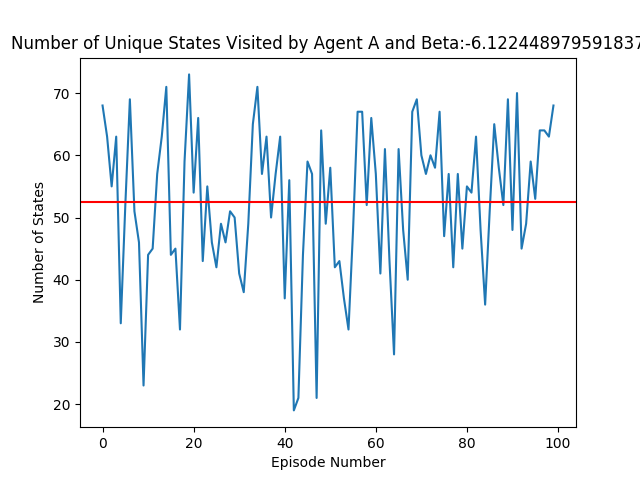 Number of Unique States Visited by Agent A and Beta:-6.122448979591837
70
60
50
40
30
20
Number of States
0 20 40 60 80 100
Episode Number